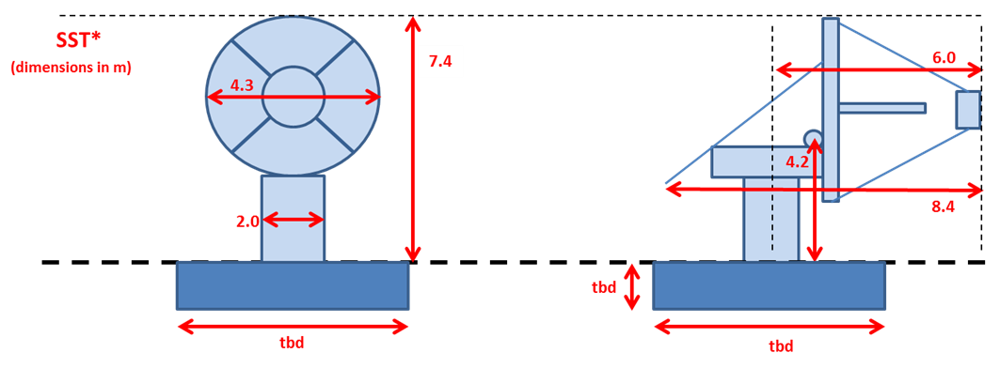 SST*
(dimensions in m)
4.3
7.4
2.0
tbd
6.0
4.2
8.4
tbd
tbd